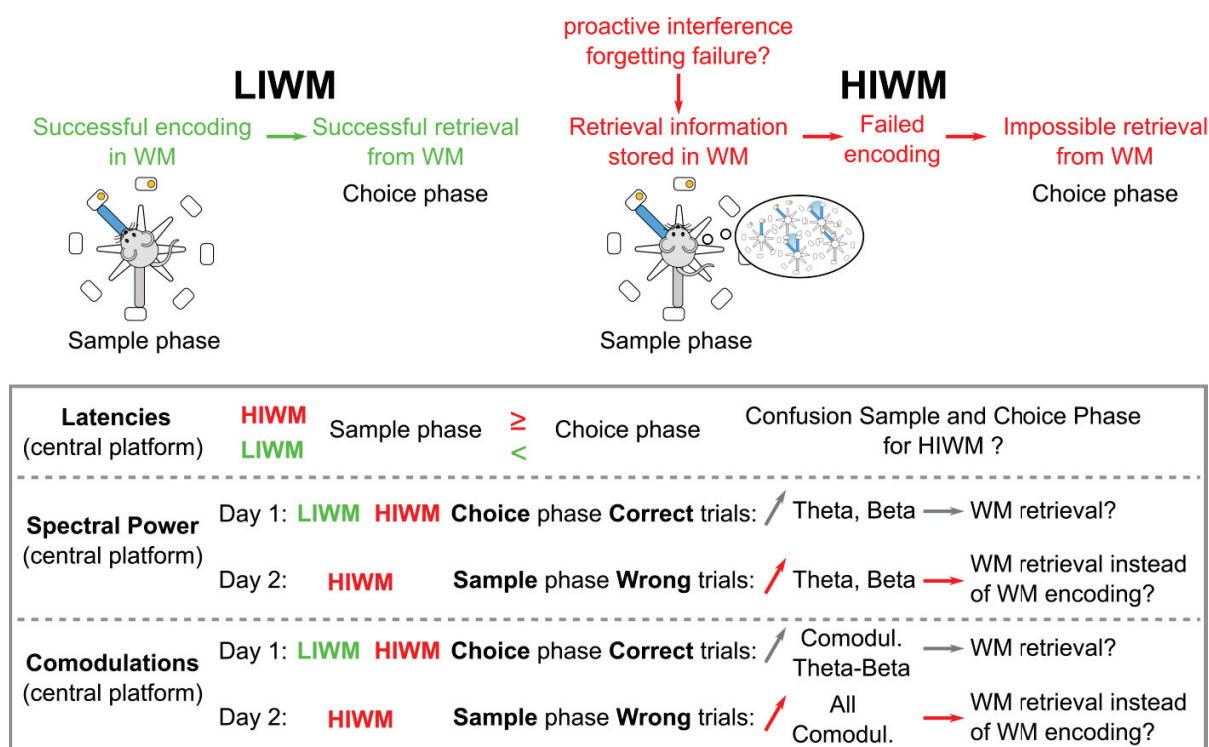 proactive interference
forgetting failure?
LIWM
HIWM
Successful encoding
in WM
Successful retrieval
from WM
Choice phase
Sample phase
Retrieval information
stored in WM
Failed
encoding
Impossible retrieval
from WM
Choice phase
Sample phase
Latencies
(central platform)
HIWM
LIWM
Sample phase
≥
<
Choice phase
Confusion Sample and Choice Phase
for HIWM ?
Spectral Power
(central platform)
Day 1: LIWM HIWM Choice phase Correct trials: Theta, Beta → WM retrieval?
Day 2: HIWM Sample phase Wrong trials: Theta, Beta → WM retrieval instead
of WM encoding?
Comodulations
(central platform)
Day 1: LIWM HIWM Choice phase Correct trials: Comodul.
Theta-Beta → WM retrieval?
Day 2: HIWM Sample phase Wrong trials: All
Comodul. → WM retrieval instead
of WM encoding?